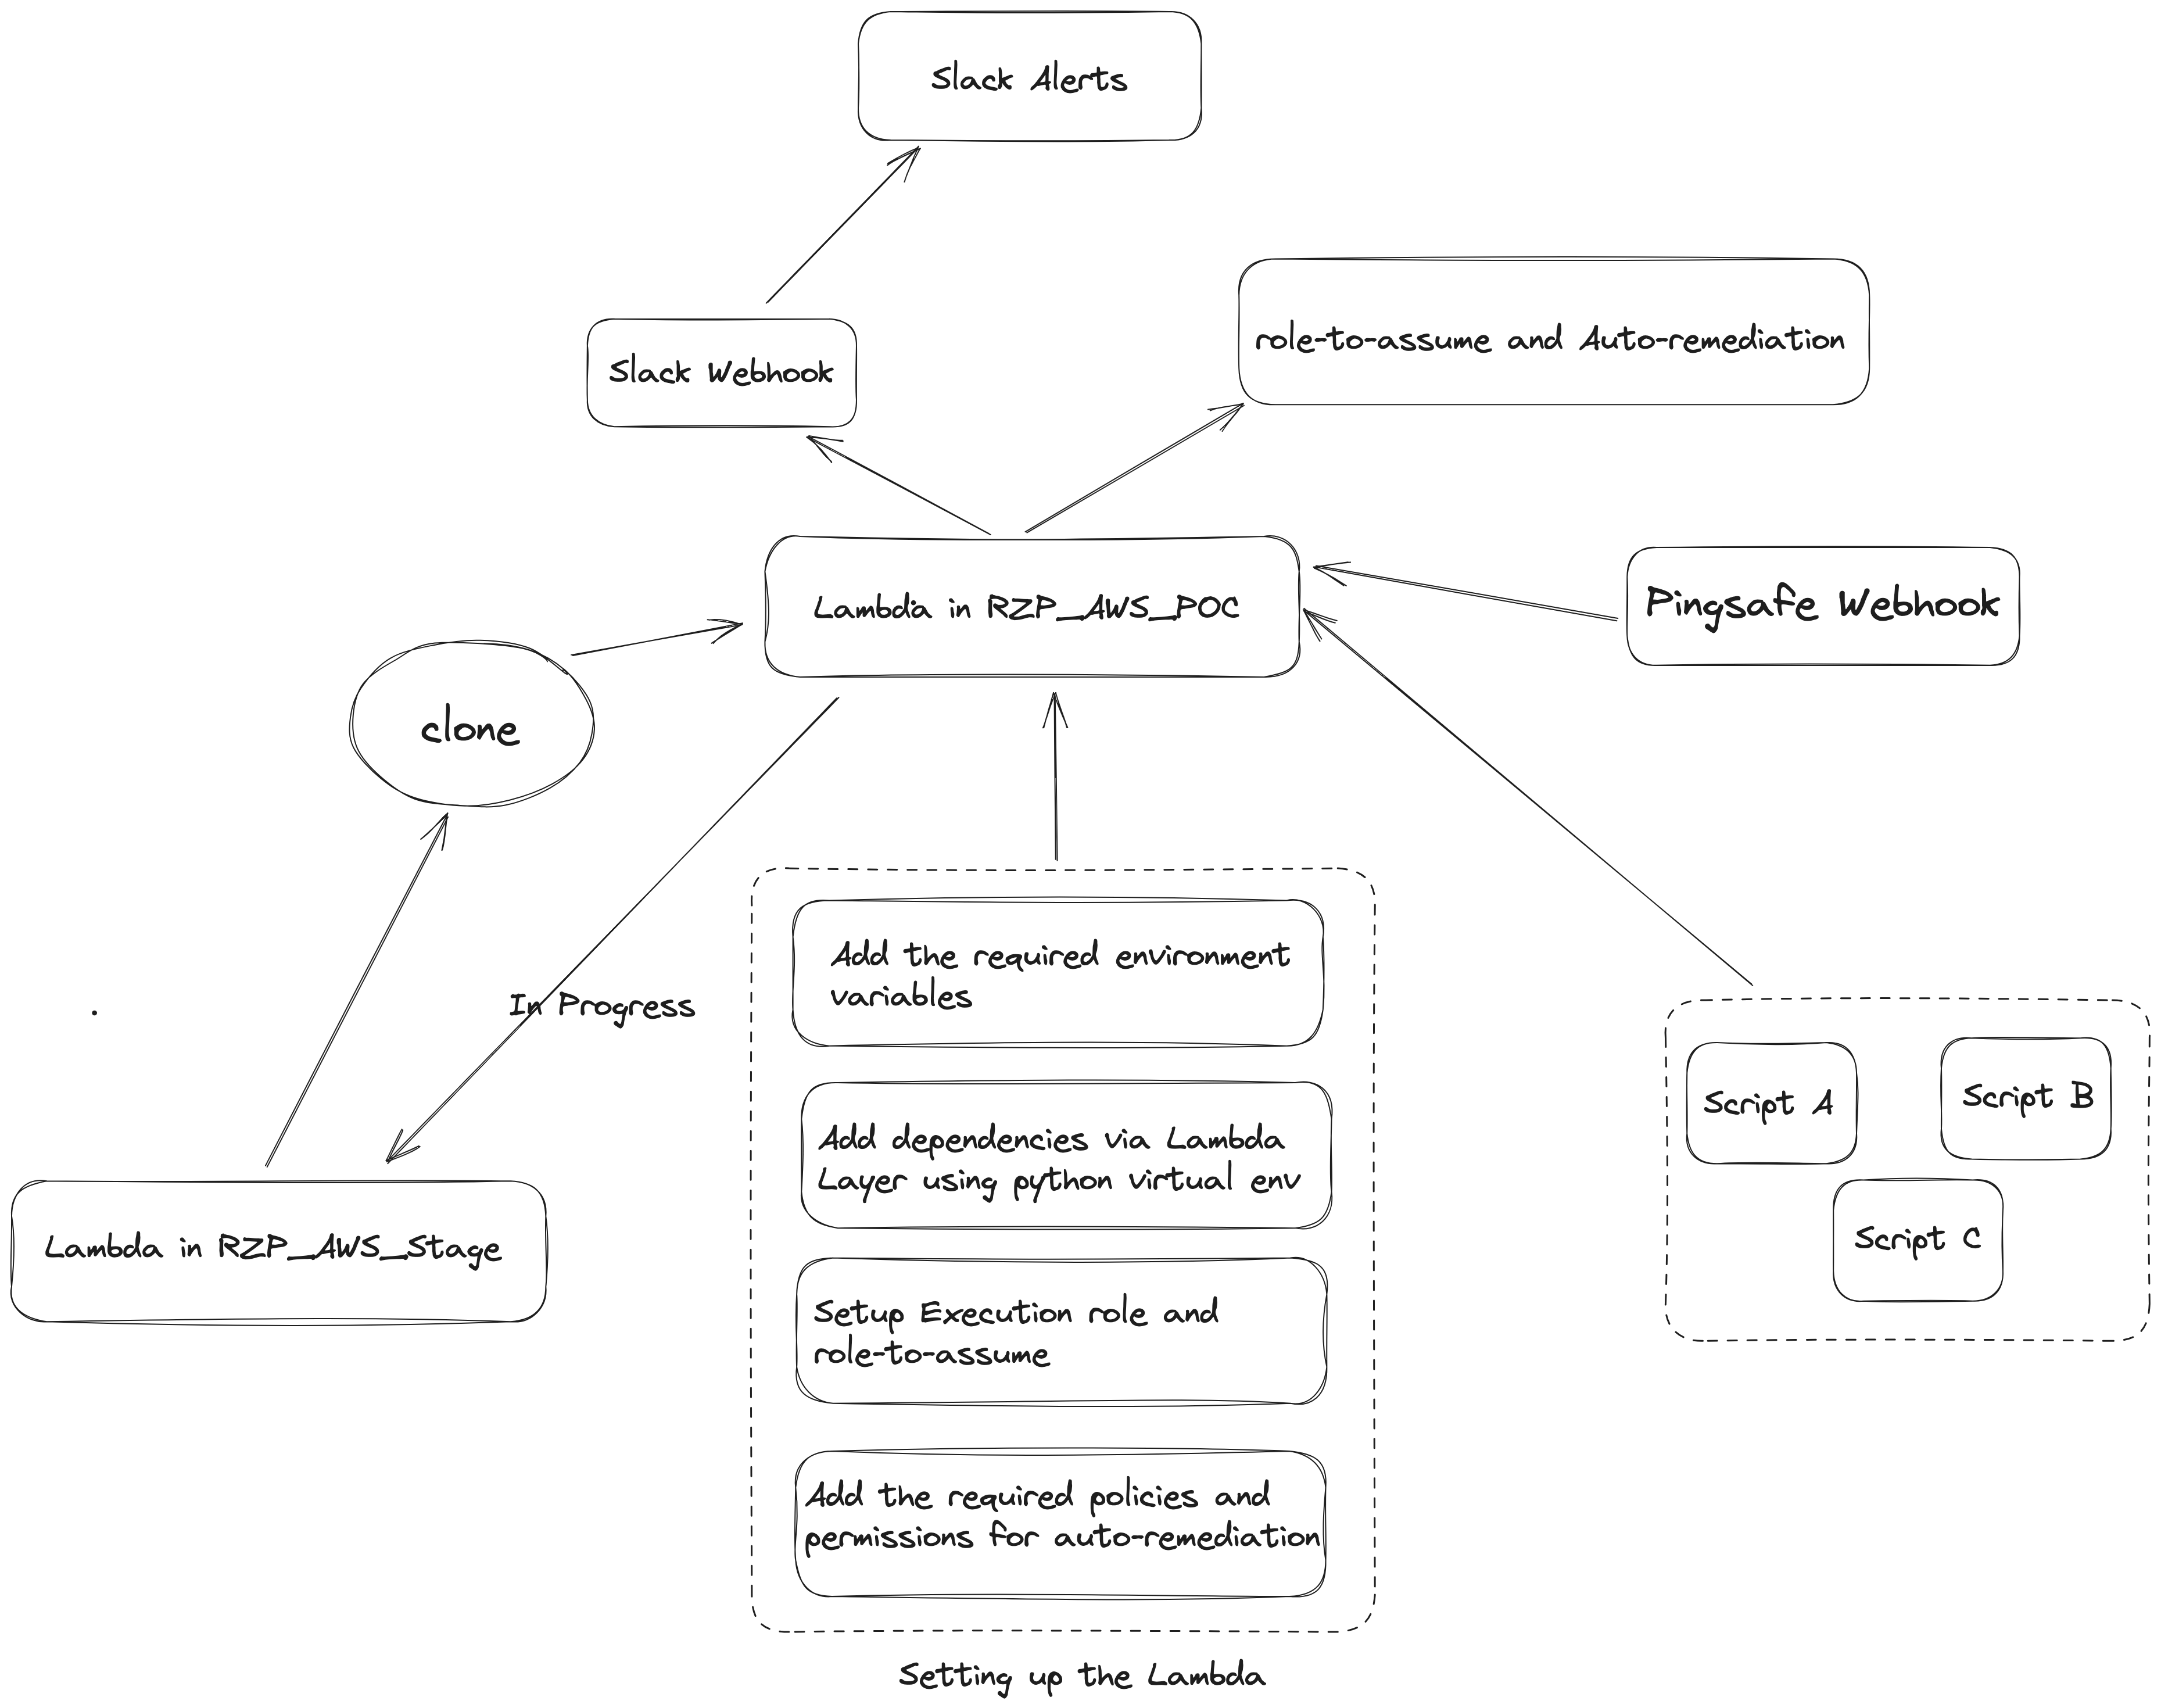 Slack Alerts
Slack Webhook
role-to-assume and Auto-remediation
Lambdia in RZP_AWS_POC
Pingsafe Webhook
clone
In Progress
Add the required environment
variables
Add dependencies via Lambda
Layer using python virtual env
Setup Execution role and
role-to-assume
Add the required policies and
permissions for auto-remediation
Setting up the Lambda
Lambda in RZP_AWS_Stage
Script A
Script B
Script C